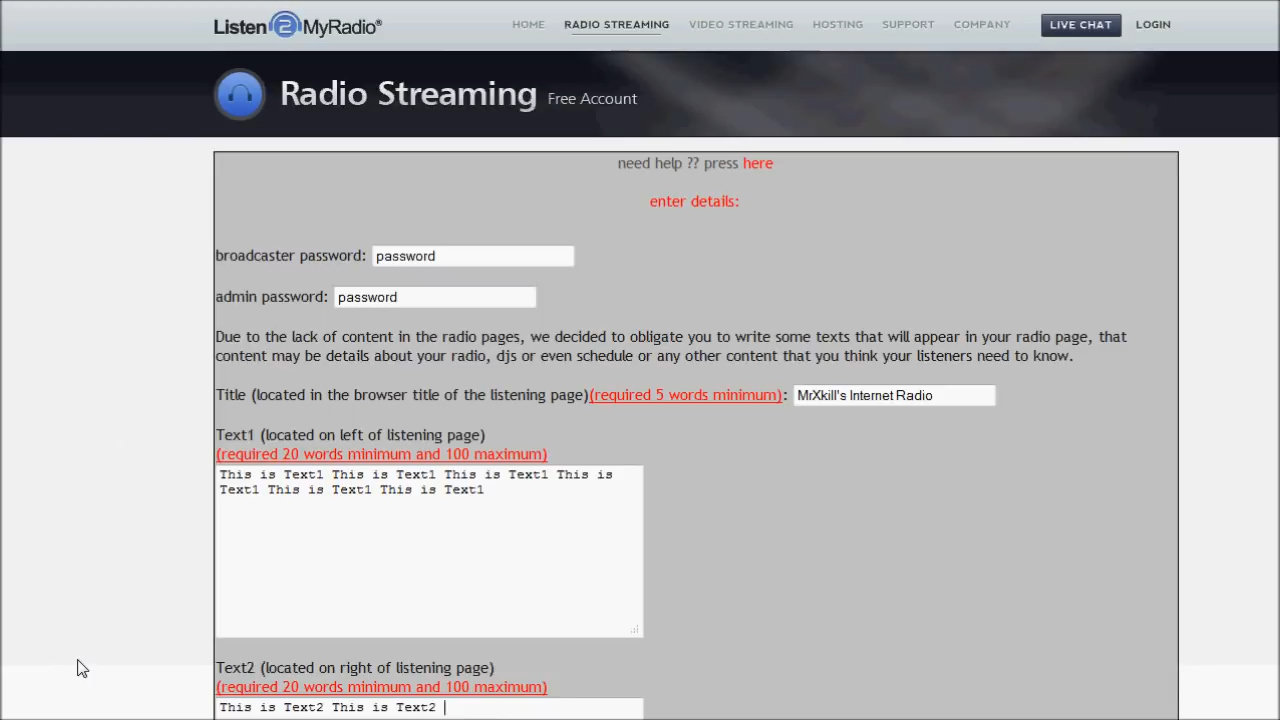 Listen 2 MyRadio®
HOME RADIO STREAMING VIDEO STREAMING HOSTING SUPPORT COMPANY LIVE CHAT LOGIN
Radio Streaming Free Account
need help ?? press here
enter details:
broadcaster password: password
admin password: password
Due to the lack of content in the radio pages, we decided to obligate you to write some texts that will appear in your radio page, that
content may be details about your radio, djs or even schedule or any other content that you think your listeners need to know.
Title (located in the browser title of the listening page)(required 5 words minimum): MrXkill's Internet Radio
Text1 (located on left of listening page)
(required 20 words minimum and 100 maximum)
This is Text1 This is Text1 This is Text1 This is
Text1 This is Text1 This is Text1
Text2 (located on right of listening page)
(required 20 words minimum and 100 maximum)
This is Text2 This is Text2